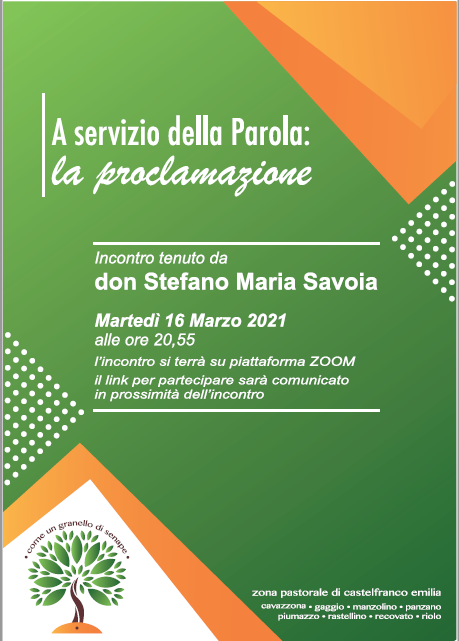 A servizio della Parola:
la proclamazione
Incontro tenuto da
don Stefano Maria Savoia
Martedì 16 Marzo 2021
alle ore 20,55
l'incontro si terrà su piattaforma ZOOM
il link per partecipare sarà comunicato
in prossimità dell'incontro
• come un granello di senape •
zona pastorale di castelfranco emilia
cavazzona • gaggio • manzolino • panzano
piumazzo • rastellino • recovato • riolo